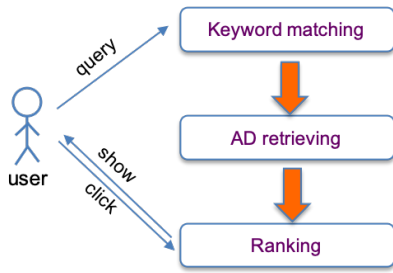 Keyword matching
query
AD retrieving
user
show
click
Ranking